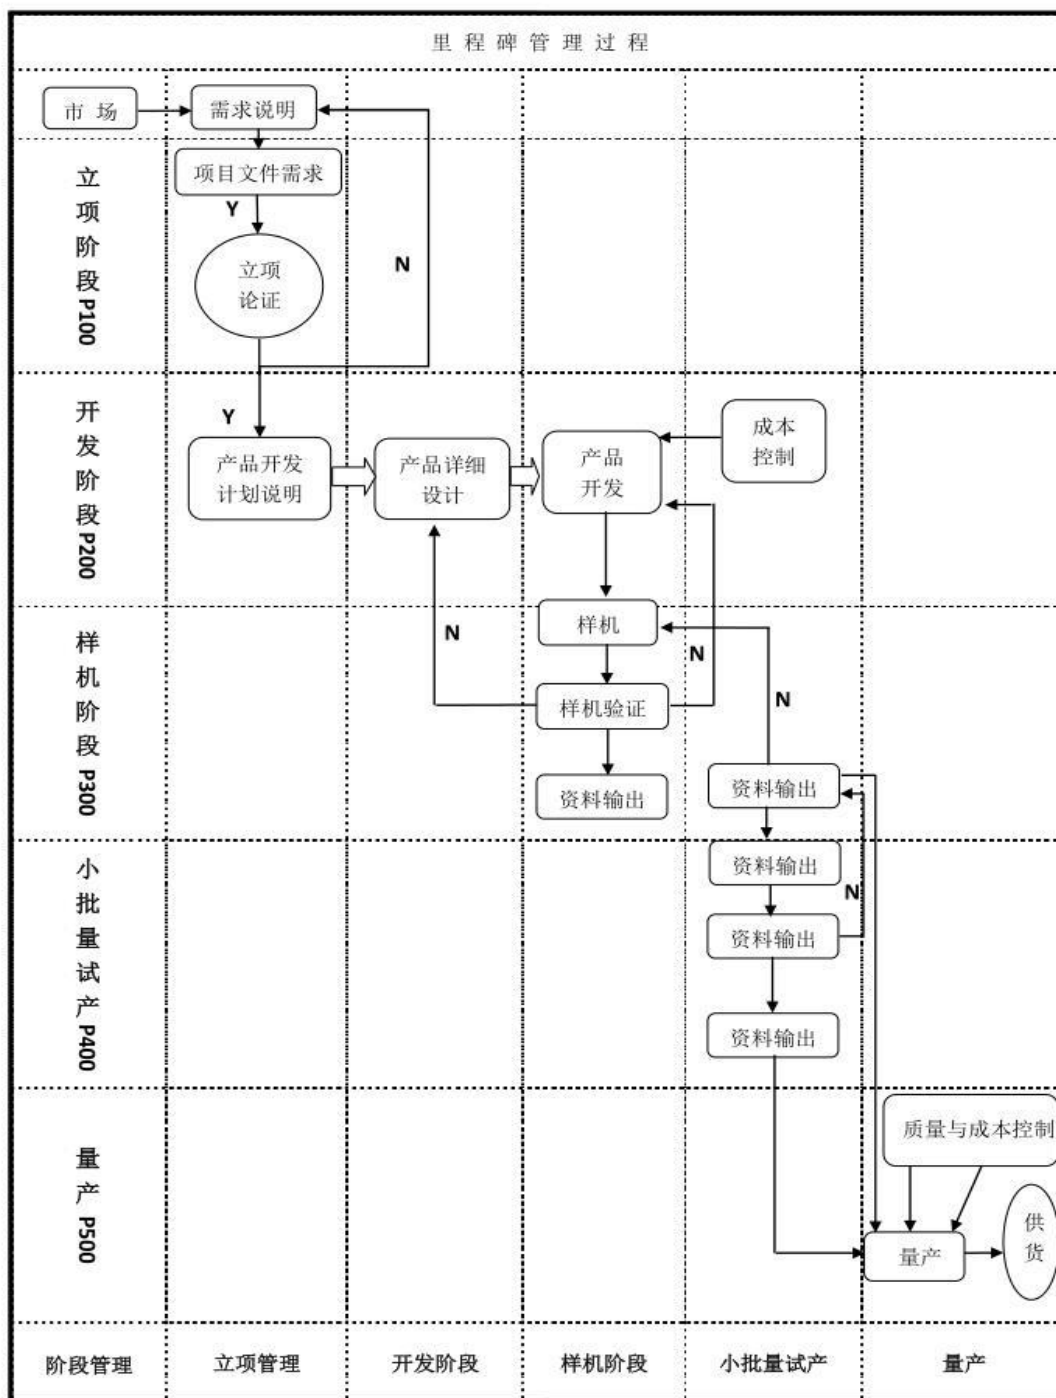 里程碑管理过程
市 场
需求说明
立项阶段P100
项目文件需求
Y
立项
论证
N
开发阶段P200
Y
产品开发
计划说明
产品详细
设计
产品
开发
成本
控制
样机阶段P300
样机
N
N
样机验证
N
资料输出
资料输出
小批量试产P400
资料输出
N
资料输出
资料输出
量产P500
质量与成本控制
供
货
量产
阶段管理
立项管理
开发阶段
样机阶段
小批量试产
量产